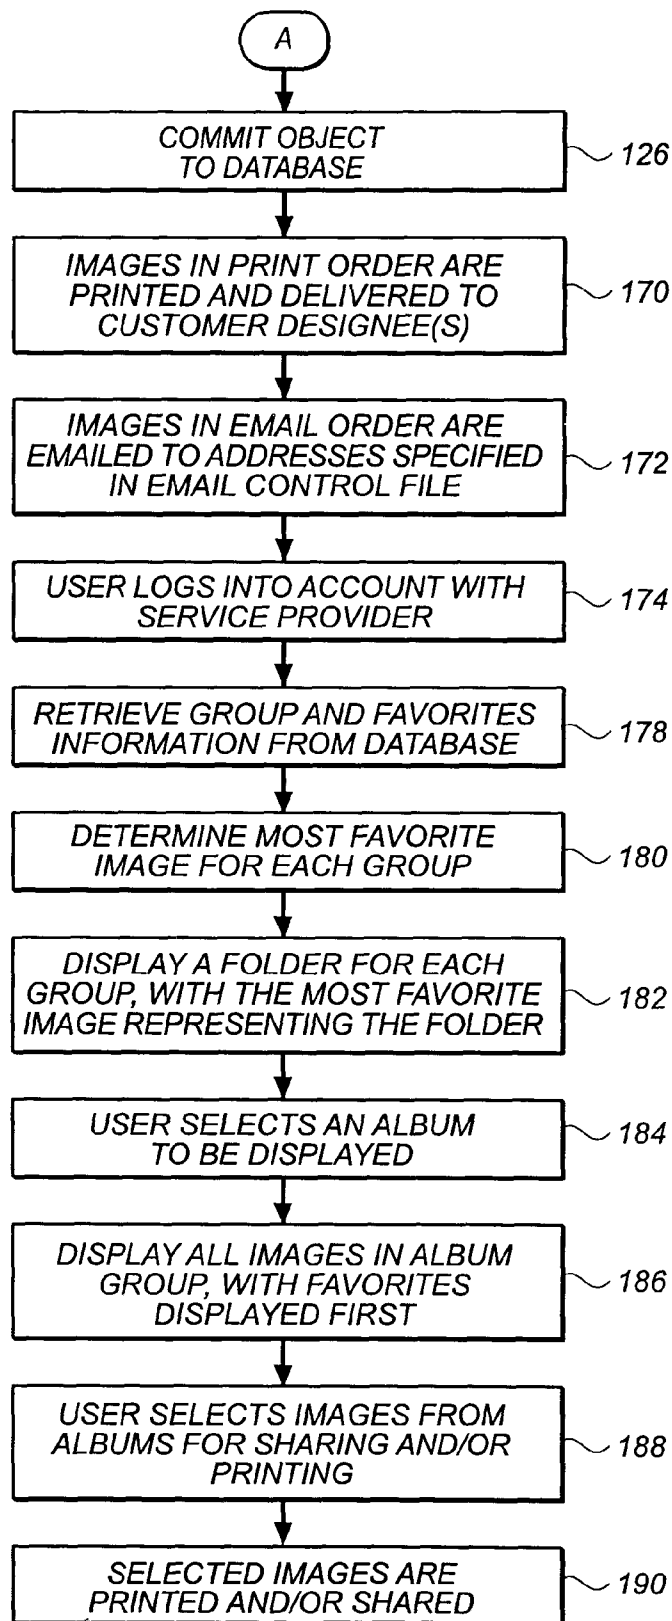 A
COMMIT OBJECT
TO DATABASE
126
IMAGES IN PRINT ORDER ARE
PRINTED AND DELIVERED TO
CUSTOMER DESIGNEE(S)
170
IMAGES IN EMAIL ORDER ARE
EMAILED TO ADDRESSES SPECIFIED
IN EMAIL CONTROL FILE
172
USER LOGS INTO ACCOUNT WITH
SERVICE PROVIDER
174
RETRIEVE GROUP AND FAVORITES
INFORMATION FROM DATABASE
178
DETERMINE MOST FAVORITE
IMAGE FOR EACH GROUP
180
DISPLAY A FOLDER FOR EACH
GROUP, WITH THE MOST FAVORITE
IMAGE REPRESENTING THE FOLDER
182
USER SELECTS AN ALBUM
TO BE DISPLAYED
184
DISPLAY ALL IMAGES IN ALBUM
GROUP, WITH FAVORITES
DISPLAYED FIRST
186
USER SELECTS IMAGES FROM
ALBUMS FOR SHARING AND/OR
PRINTING
188
SELECTED IMAGES ARE
PRINTED AND/OR SHARED
190